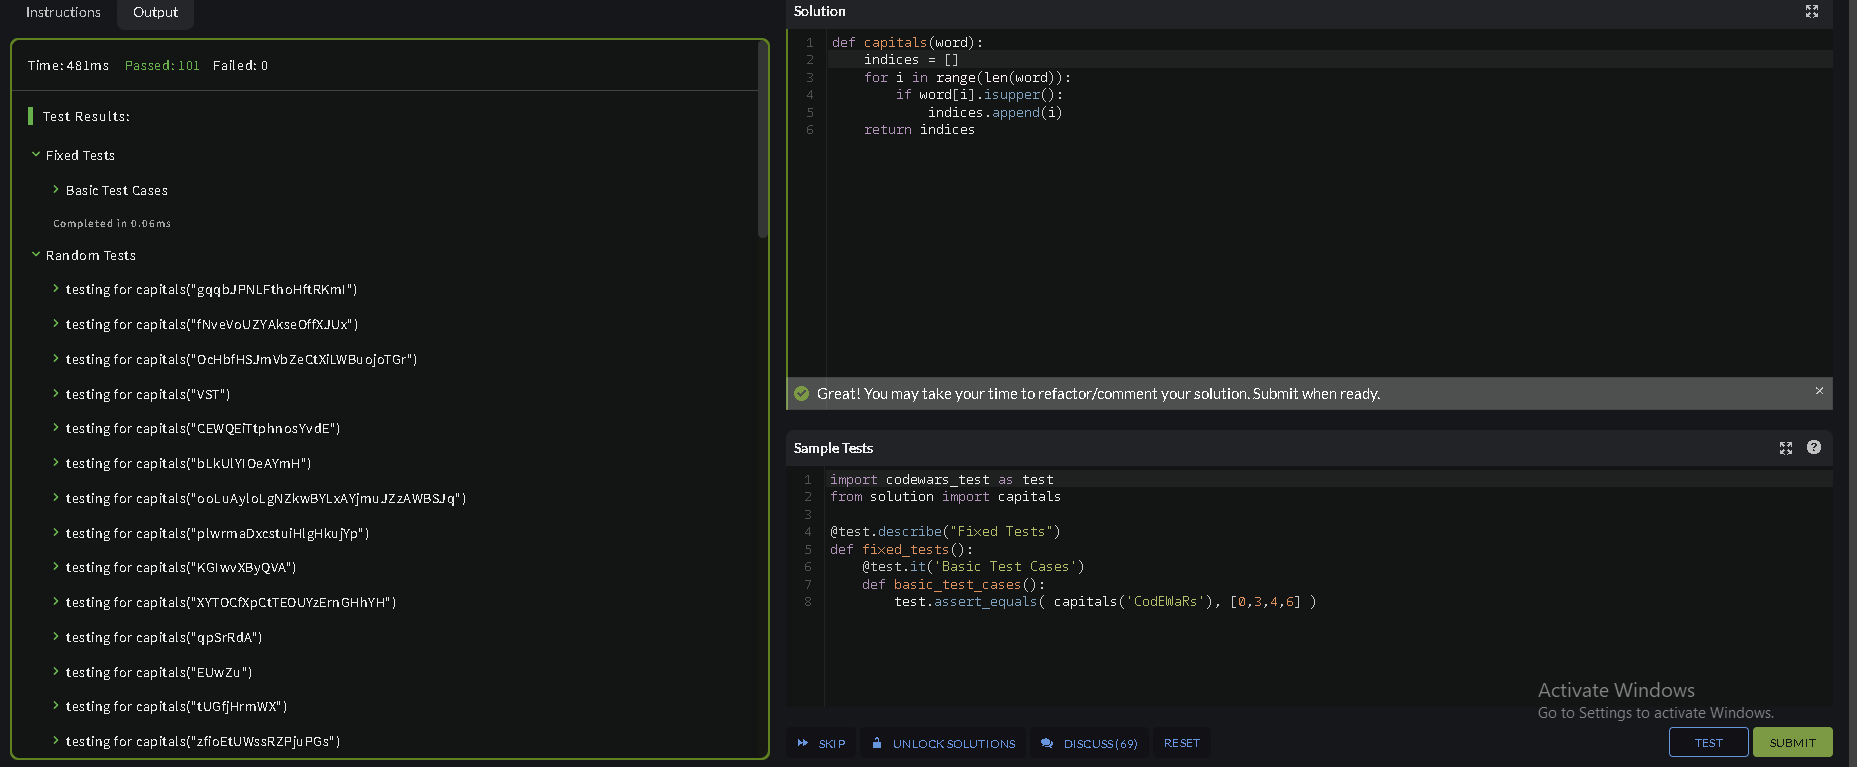 Instructions
Output
Time: 481ms Passed: 101 Failed: 0
Test Results:
Fixed Tests
Basic Test Cases
Completed in 0.06ms
Random Tests
testing for capitals("gqqbJPNLFthoHftRKmI")
testing for capitals("fNveVoUZYAkseOffXJUx")
testing for capitals("OcHbfHSJmVbZeCtXiLWBuojoTGr")
testing for capitals("VST")
testing for capitals("CEWQEiTtphnosYvdE")
testing for capitals("bLkUlYIOeAYmH")
testing for capitals("ooLuAyloLgNZkwBYLxAYjmuJZzAWBSJq")
testing for capitals("plwrmaDxcstuiHlgHkujYp")
testing for capitals("KGIwvXByQVA")
testing for capitals("XYTOCfXpCtTEOUYzErnGHhYH")
testing for capitals("qpSrRdA")
testing for capitals("EUwZu")
testing for capitals("tUGfjHrmWX")
testing for capitals("zfioEtUWssRZPjuPGs")
Solution
1 def capitals(word):
2 indices = []
3 for i in range(len(word)):
4 if word[i].isupper():
5 indices.append(i)
6 return indices
Great! You may take your time to refactor/comment your solution. Submit when ready.
Sample Tests
1 import codewars_test as test
2 from solution import capitals
3
4 @test.describe("Fixed Tests")
5 def fixed_tests():
6 @test.it('Basic Test Cases')
7 def basic_test_cases():
8 test.assert_equals( capitals('CodEWaRs'), [0,3,4,6] )
Activate Windows
Go to Settings to activate Windows.
SKIP
UNLOCK SOLUTIONS
DISCUSS (69)
RESET
TEST
SUBMIT